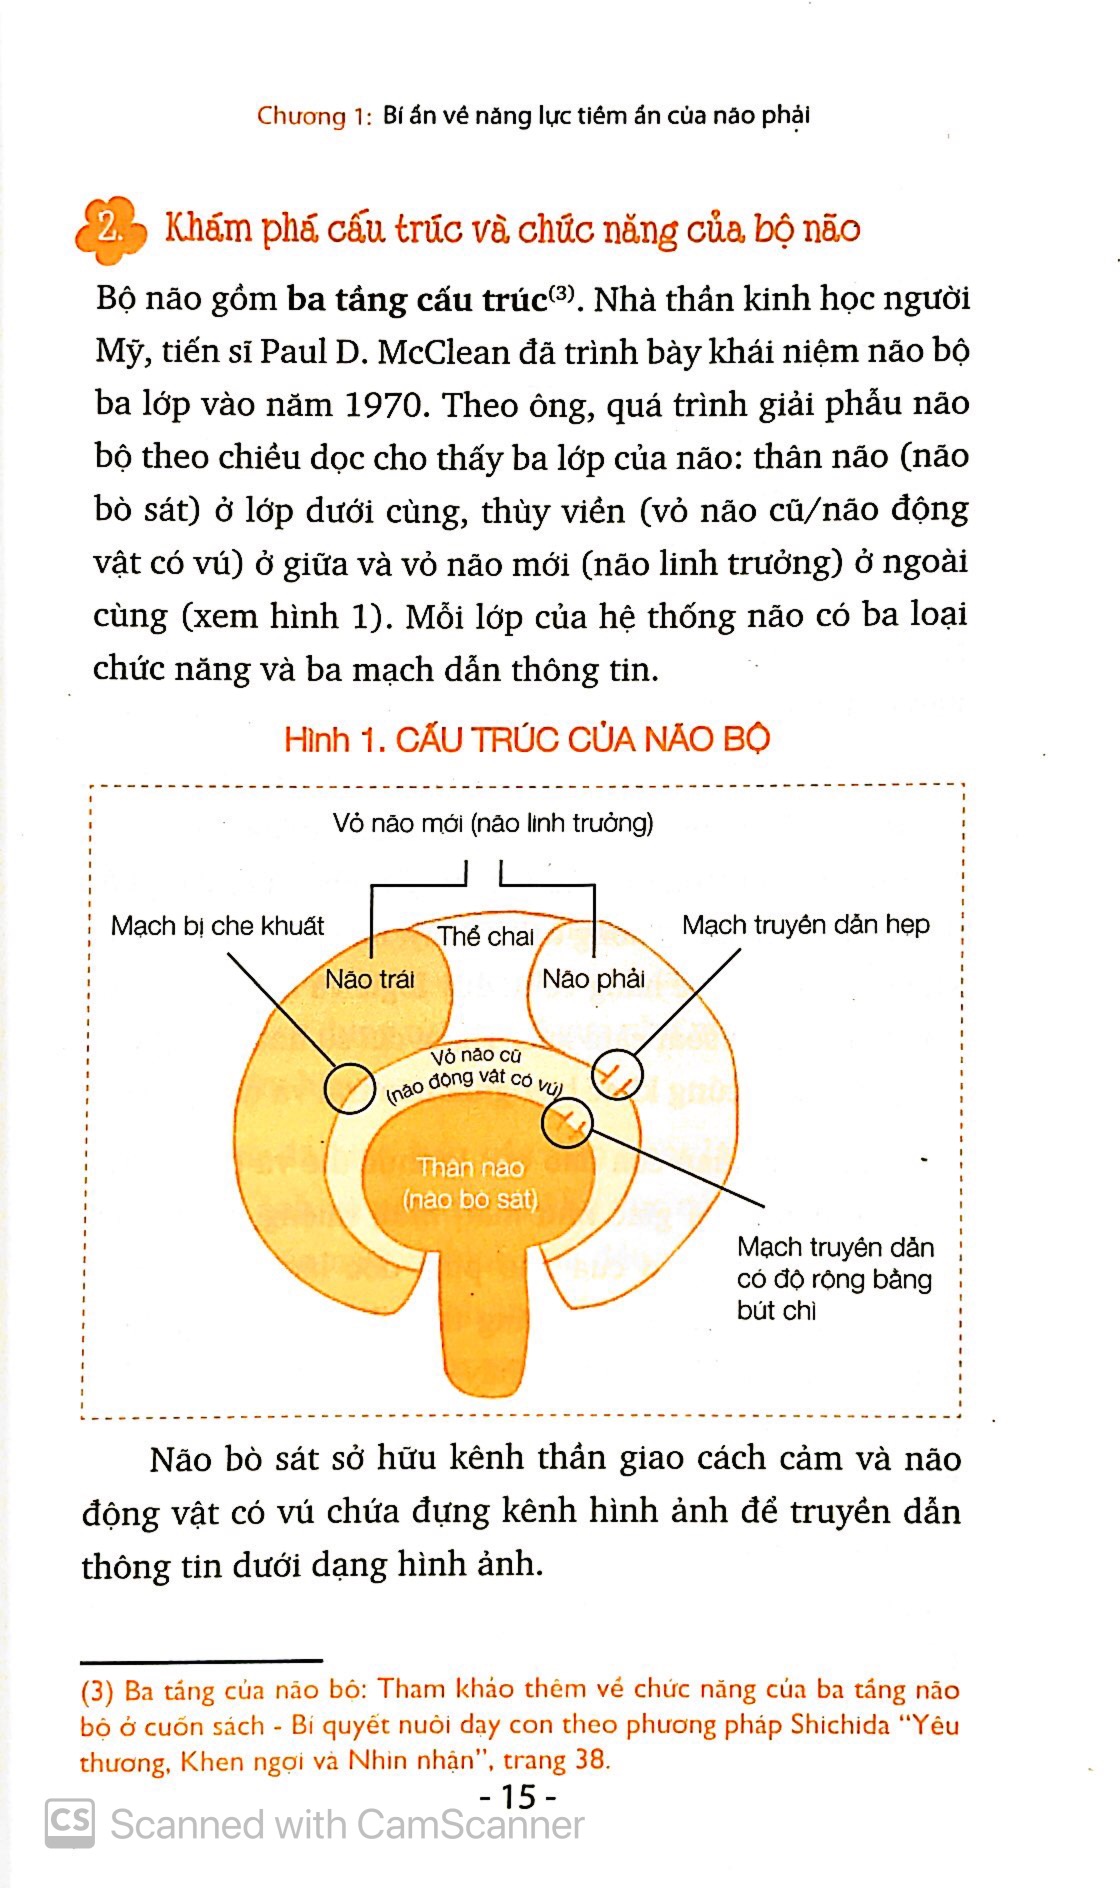 Chương 1: Bí ẩn về năng lực tiềm ẩn của não phải
2. Khám phá cấu trúc và chức năng của bộ não
Bộ não gồm ba tầng cấu trúc(3). Nhà thần kinh học người
Mỹ, tiến sĩ Paul D. McClean đã trình bày khái niệm não bộ
ba lớp vào năm 1970. Theo ông, quá trình giải phẫu não
bộ theo chiều dọc cho thấy ba lớp của não: thân não (não
bò sát) ở lớp dưới cùng, thùy viền (vỏ não cũ/não động
vật có vú) ở giữa và vỏ não mới (não linh trưởng) ở ngoài
cùng (xem hình 1). Mỗi lớp của hệ thống não có ba loại
chức năng và ba mạch dẫn thông tin.
Hình 1. CẤU TRÚC CỦA NÃO BỘ
Vỏ não mới (não linh trưởng)
Mạch bị che khuất
Thể chai
Mạch truyền dẫn hẹp
Não trái
Não phải
Vỏ não cũ
(não động vật có vú)
Thân não
(não bò sát)
Mạch truyền dẫn
có độ rộng bằng
bút chì
Não bò sát sở hữu kênh thần giao cách cảm và não
động vật có vú chứa đựng kênh hình ảnh để truyền dẫn
thông tin dưới dạng hình ảnh.
(3) Ba tầng của não bộ: Tham khảo thêm về chức năng của ba tầng não
bộ ở cuốn sách - Bí quyết nuôi dạy con theo phương pháp Shichida “Yêu
thương, Khen ngợi và Nhìn nhận”, trang 38.
- 15 -
CS Scanned with CamScanner